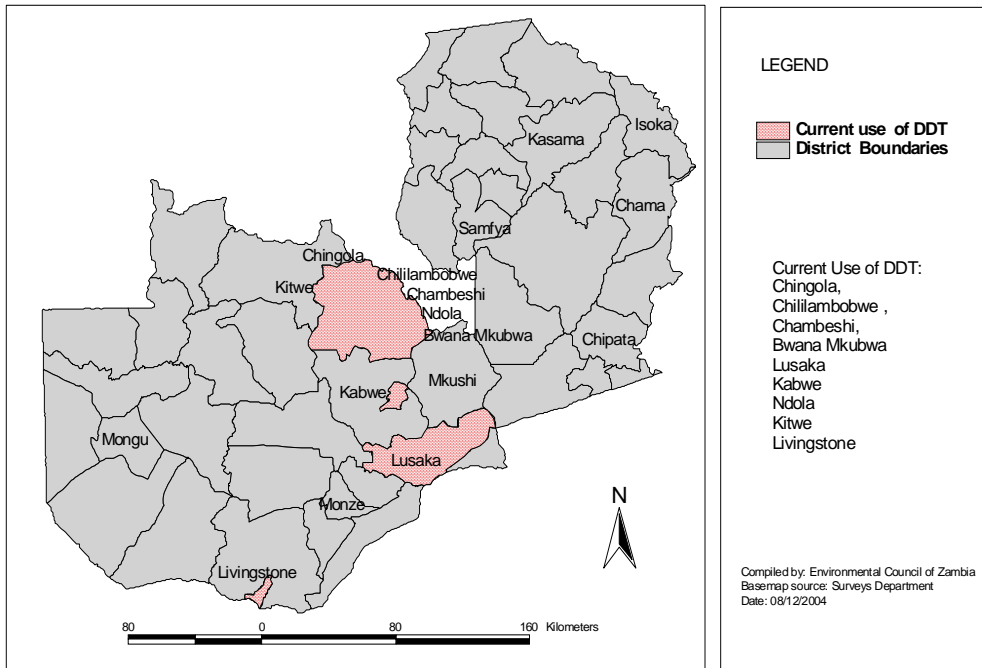 Isoka
Kasama
Chama
Samfya
Chingola
Chililambobwe
Kitwe
Chambeshi
Ndola
Bwana Mkubwa
Chipata
Kabwe
Mkushi
Mongu
Lusaka
Monze
Livingstone
N
80 0 80 160 Kilometers
LEGEND
Current use of DDT
District Boundaries
Current Use of DDT:
Chingola,
Chililambobwe ,
Chambeshi,
Bwana Mkubwa
Lusaka
Kabwe
Ndola
Kitwe
Livingstone
Compiled by: Environmental Council of Zambia
Basemap source: Surveys Department
Date: 08/12/2004